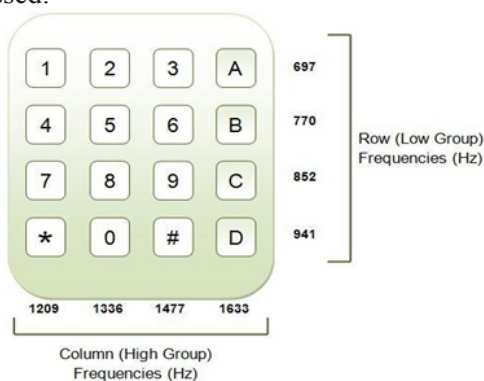 ssed.
1 2 3 A 697
4 5 6 B 770
7 8 9 C 852
* 0 # D 941
Row (Low Group)
Frequencies (Hz)
1209 1336 1477 1633
Column (High Group)
Frequencies (Hz)